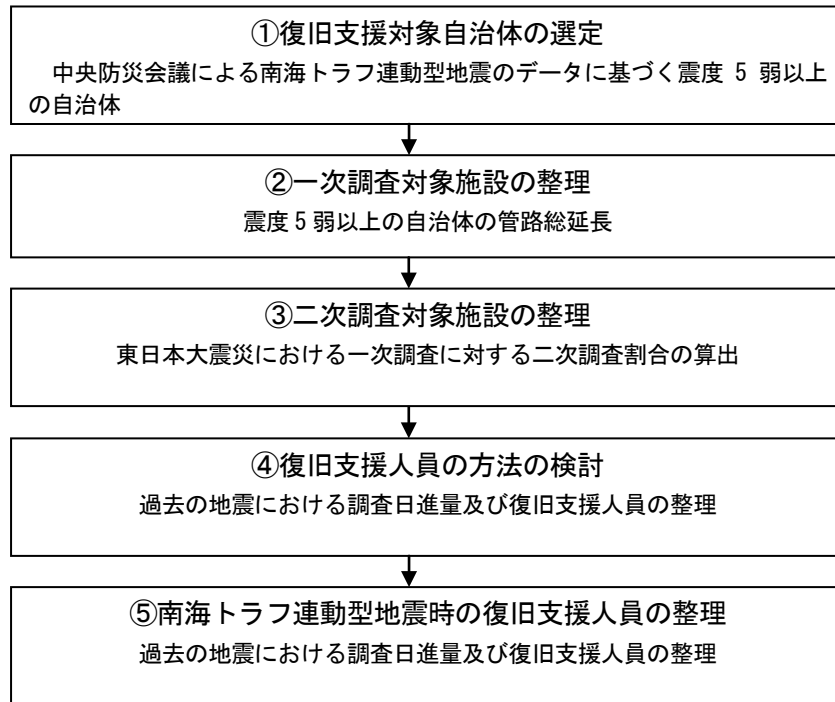 ①復旧支援対象自治体の選定
中央防災会議による南海トラフ連動型地震のデータに基づく震度 5 弱以上
の自治体
②一次調査対象施設の整理
震度 5 弱以上の自治体の管路総延長
③二次調査対象施設の整理
東日本大震災における一次調査に対する二次調査割合の算出
④復旧支援人員の方法の検討
過去の地震における調査日進量及び復旧支援人員の整理
⑤南海トラフ連動型地震時の復旧支援人員の整理
過去の地震における調査日進量及び復旧支援人員の整理